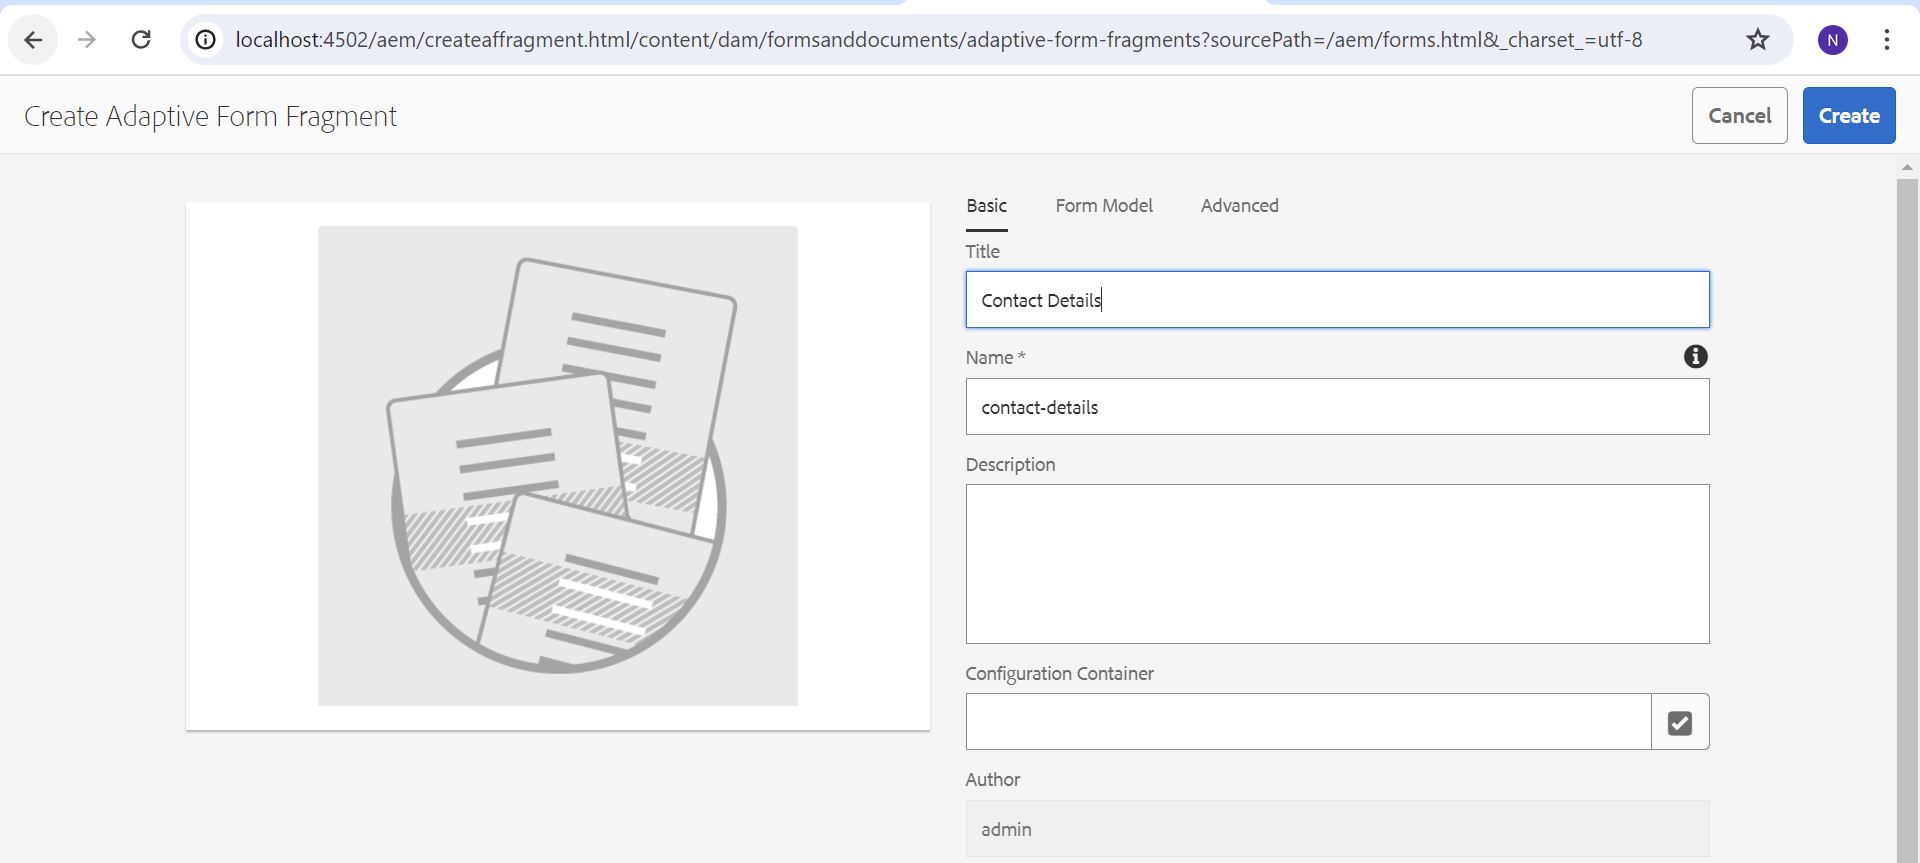 localhost:4502/aem/createaffragment.html/content/dam/formsanddocuments/adaptive-form-fragments?sourcePath=/aem/forms.html&_charset_=utf-8
N
Create Adaptive Form Fragment
Cancel
Create
Basic
Form Model
Advanced
Title
Contact Details
Name *
contact-details
Description
Configuration Container
Author
admin